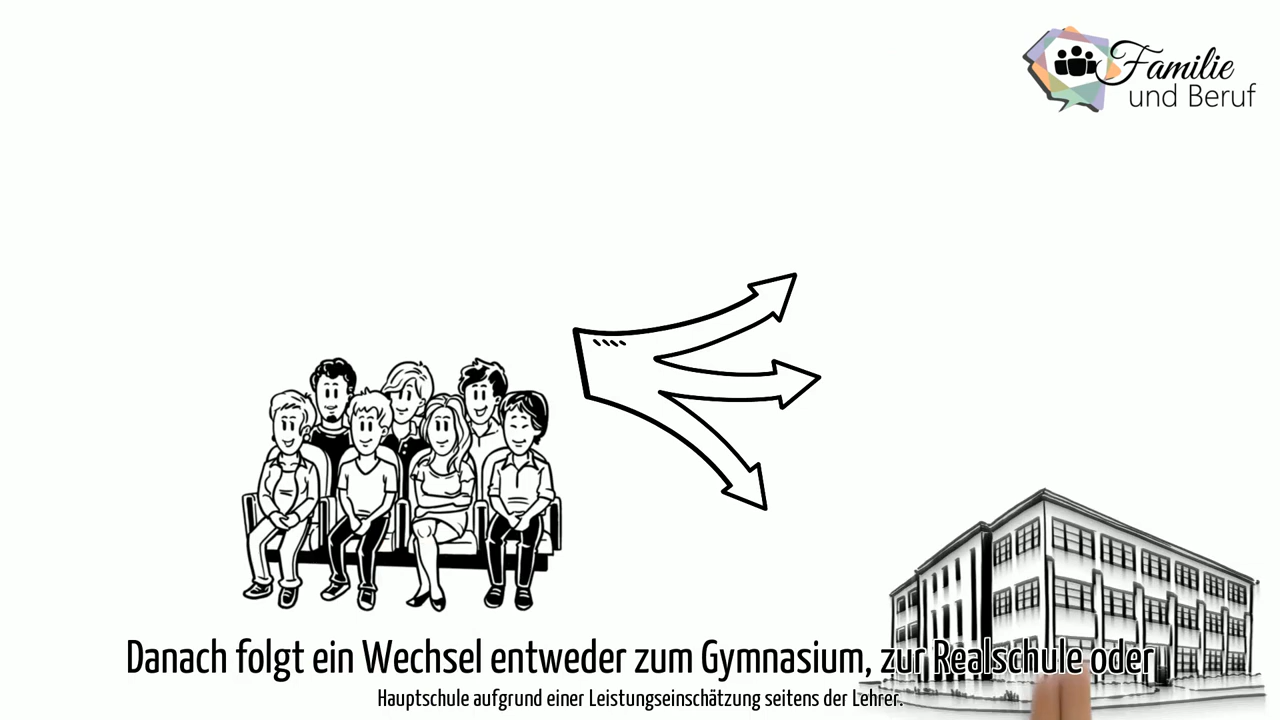 Familie
und Beruf
Danach folgt ein Wechsel entweder zum Gymnasium, zur Realschule oder
Hauptschule aufgrund einer Leistungseinschätzung seitens der Lehrer.